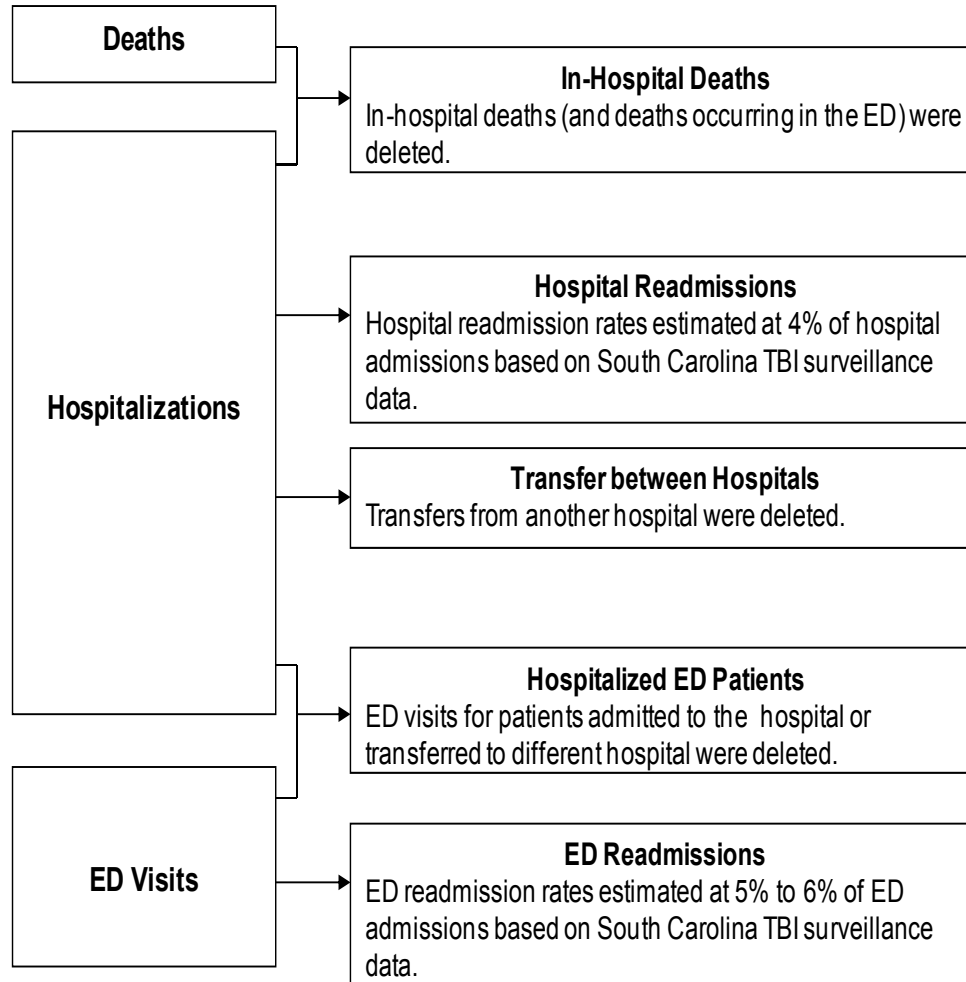 Deaths
In-Hospital Deaths
In-hospital deaths (and deaths occurring in the ED) were
deleted.
Hospitalizations
Hospital Readmissions
Hospital readmission rates estimated at 4% of hospital
admissions based on South Carolina TBI surveillance
data.
Transfer between Hospitals
Transfers from another hospital were deleted.
Hospitalized ED Patients
ED visits for patients admitted to the hospital or
transferred to different hospital were deleted.
ED Visits
ED Readmissions
ED readmission rates estimated at 5% to 6% of ED
admissions based on South Carolina TBI surveillance
data.